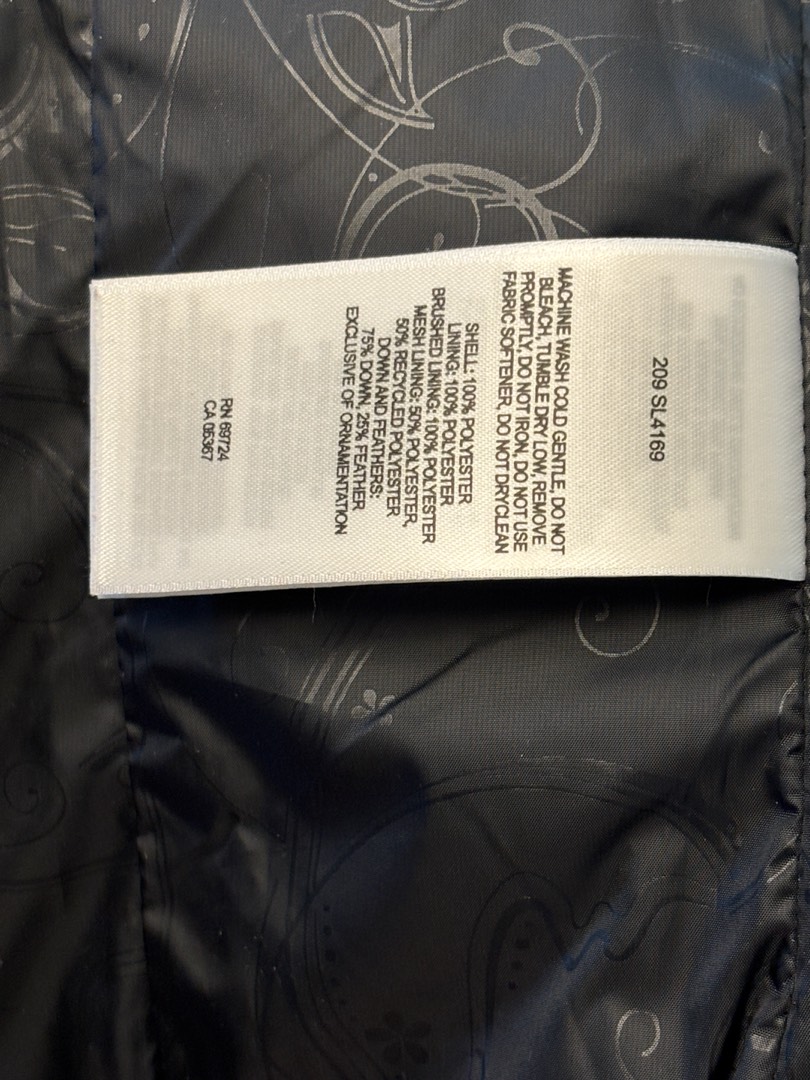 209 SL4169
MACHINE WASH COLD GENTLE, DO NOT
BLEACH, TUMBLE DRY LOW, REMOVE
PROMPTLY, DO NOT IRON, DO NOT USE
FABRIC SOFTENER, DO NOT DRYCLEAN
SHELL: 100% POLYESTER
LINING: 100% POLYESTER
BRUSHED LINING: 100% POLYESTER
MESH LINING: 50% POLYESTER,
50% RECYCLED POLYESTER
DOWN AND FEATHERS:
75% DOWN, 25% FEATHER
EXCLUSIVE OF ORNAMENTATION
RN 69724
CA 05367